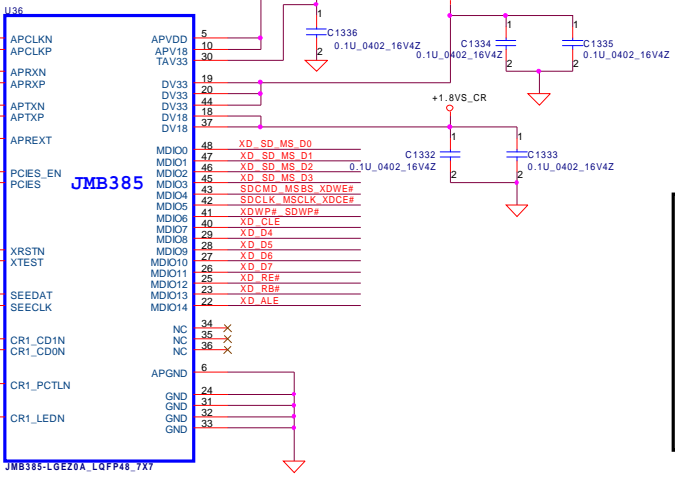 U36
APCLKN
APCLKP
APRXN
APRXP
APTXN
APTXP
APREXT
PCIES_EN
PCIES
XRSTN
XTEST
SEEDAT
SEECLK
CR1_CD1N
CR1_CD0N
CR1_PCTLN
CR1_LEDN
JMB385
APVDD 5
APV18 10
TAV33 30
DV33 19
DV33 20
DV33 44
DV18 18
DV18 37
MDIO0 48 XD_SD_MS_D0
MDIO1 47 XD_SD_MS_D1
MDIO2 46 XD_SD_MS_D2
MDIO3 45 XD_SD_MS_D3
MDIO4 43 SDCMD_MSBS_XDWE#
MDIO5 42 SDCLK_MSCLK_XDCE#
MDIO6 41 XDWP#_SDWP#
MDIO7 40 XD_CLE
MDIO8 29 XD_D4
MDIO9 28 XD_D5
MDIO10 27 XD_D6
MDIO11 26 XD_D7
MDIO12 25 XD_RE#
MDIO13 23 XD_RB#
MDIO14 22 XD_ALE
NC 34
NC 35
NC 36
APGND 6
GND 24
GND 31
GND 32
GND 33
JMB385-LGEZ0A_LQFP48_7X7
1
C1336
0.1U_0402_16V4Z
2
1
C1334
0.1U_0402_16V4Z
2
1
C1335
0.1U_0402_16V4Z
2
+1.8VS_CR
1
C1332
0.1U_0402_16V4Z
2
1
C1333
0.1U_0402_16V4Z
2